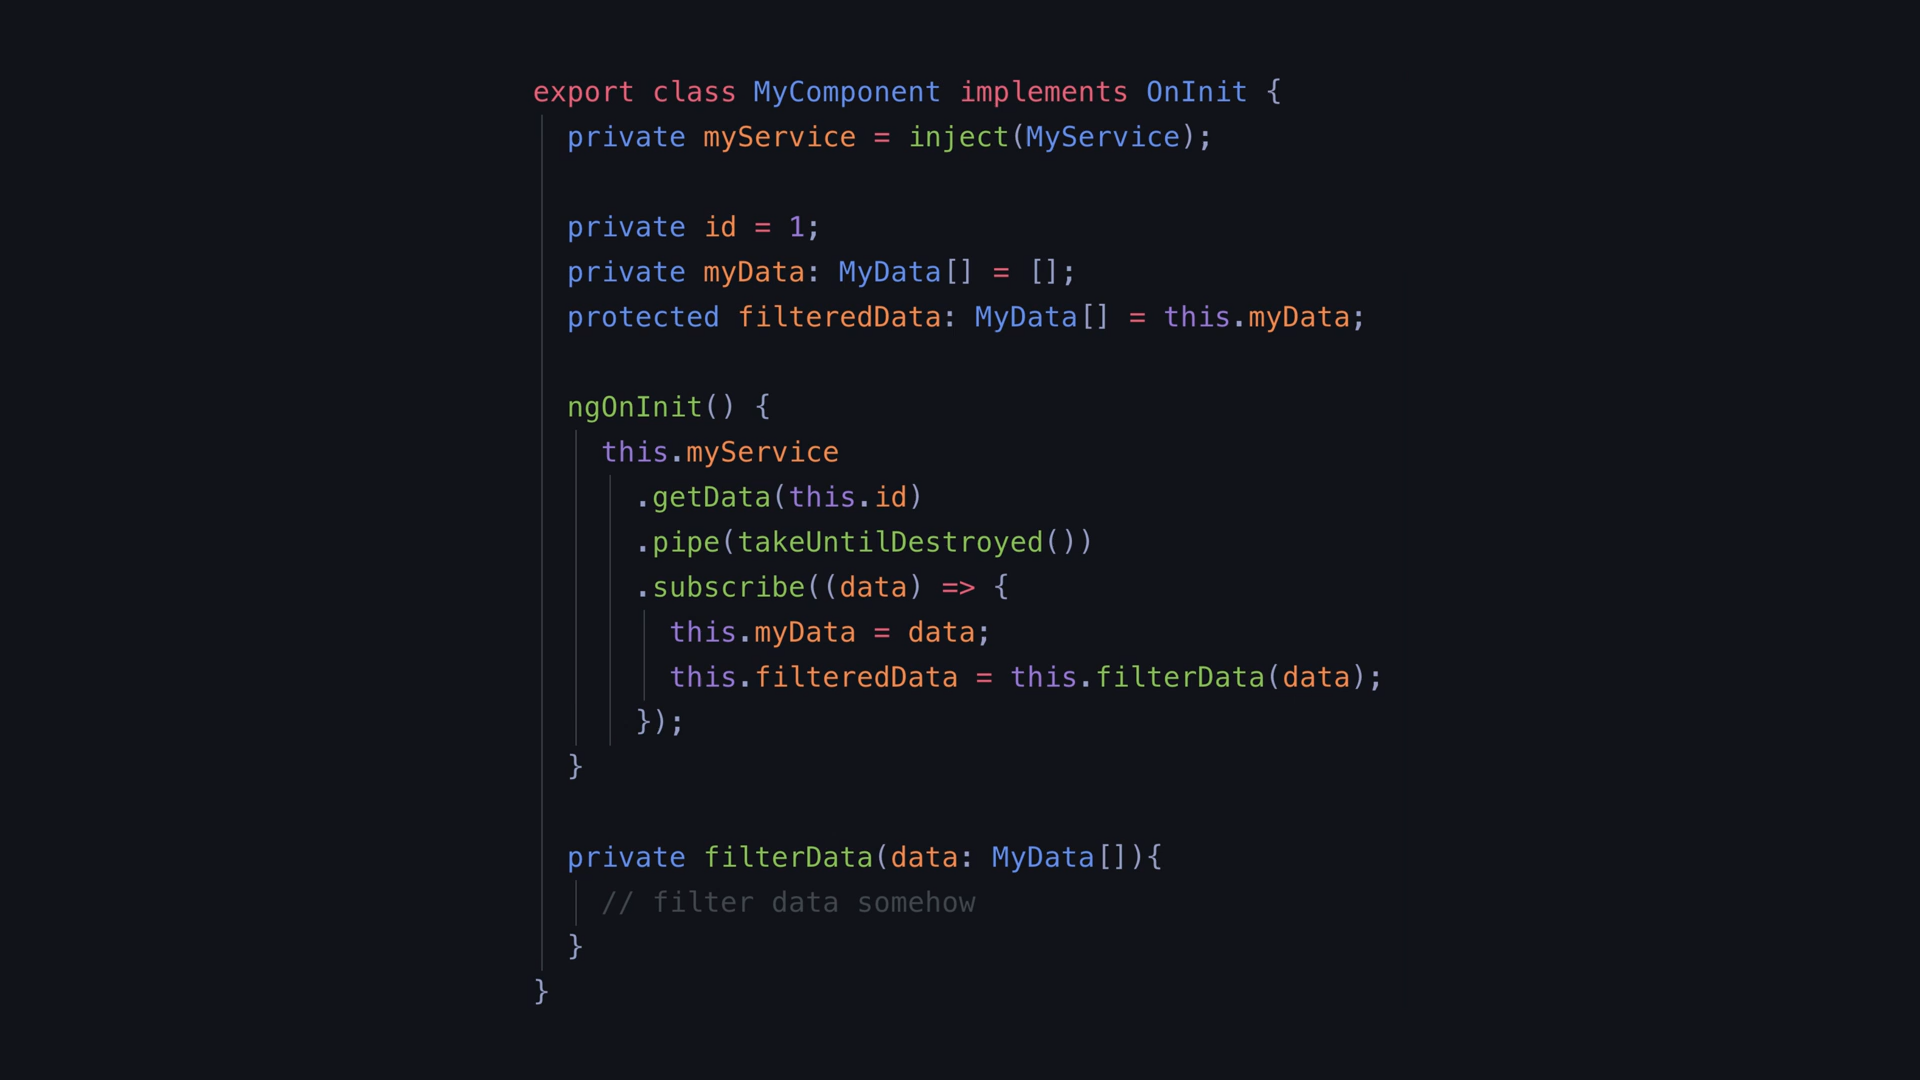 export class MyComponent implements OnInit {
  private myService = inject(MyService);

  private id = 1;
  private myData: MyData[] = [];
  protected filteredData: MyData[] = this.myData;

  ngOnInit() {
    this.myService
      .getData(this.id)
      .pipe(takeUntilDestroyed())
      .subscribe((data) => {
        this.myData = data;
        this.filteredData = this.filterData(data);
      });
  }

  private filterData(data: MyData[]){
    // filter data somehow
  }
}